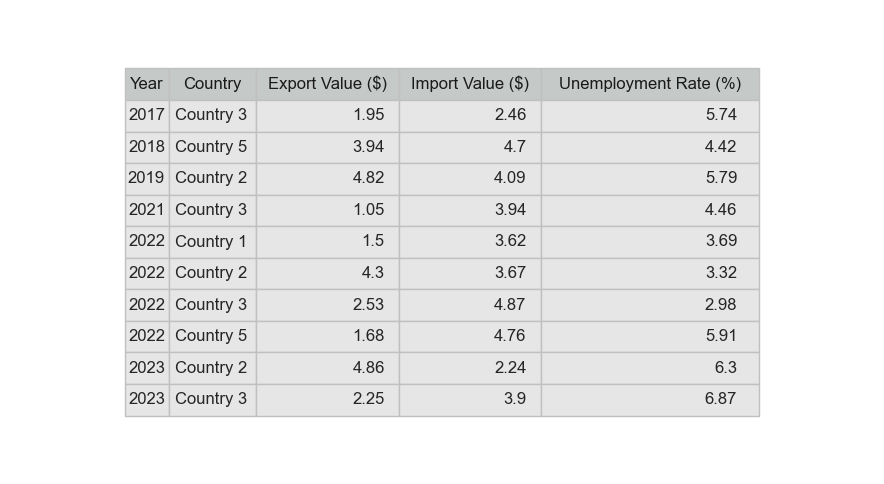 Year Country Export Value ($) Import Value ($) Unemployment Rate (%)
2017 Country 3 1.95 2.46 5.74
2018 Country 5 3.94 4.7 4.42
2019 Country 2 4.82 4.09 5.79
2021 Country 3 1.05 3.94 4.46
2022 Country 1 1.5 3.62 3.69
2022 Country 2 4.3 3.67 3.32
2022 Country 3 2.53 4.87 2.98
2022 Country 5 1.68 4.76 5.91
2023 Country 2 4.86 2.24 6.3
2023 Country 3 2.25 3.9 6.87